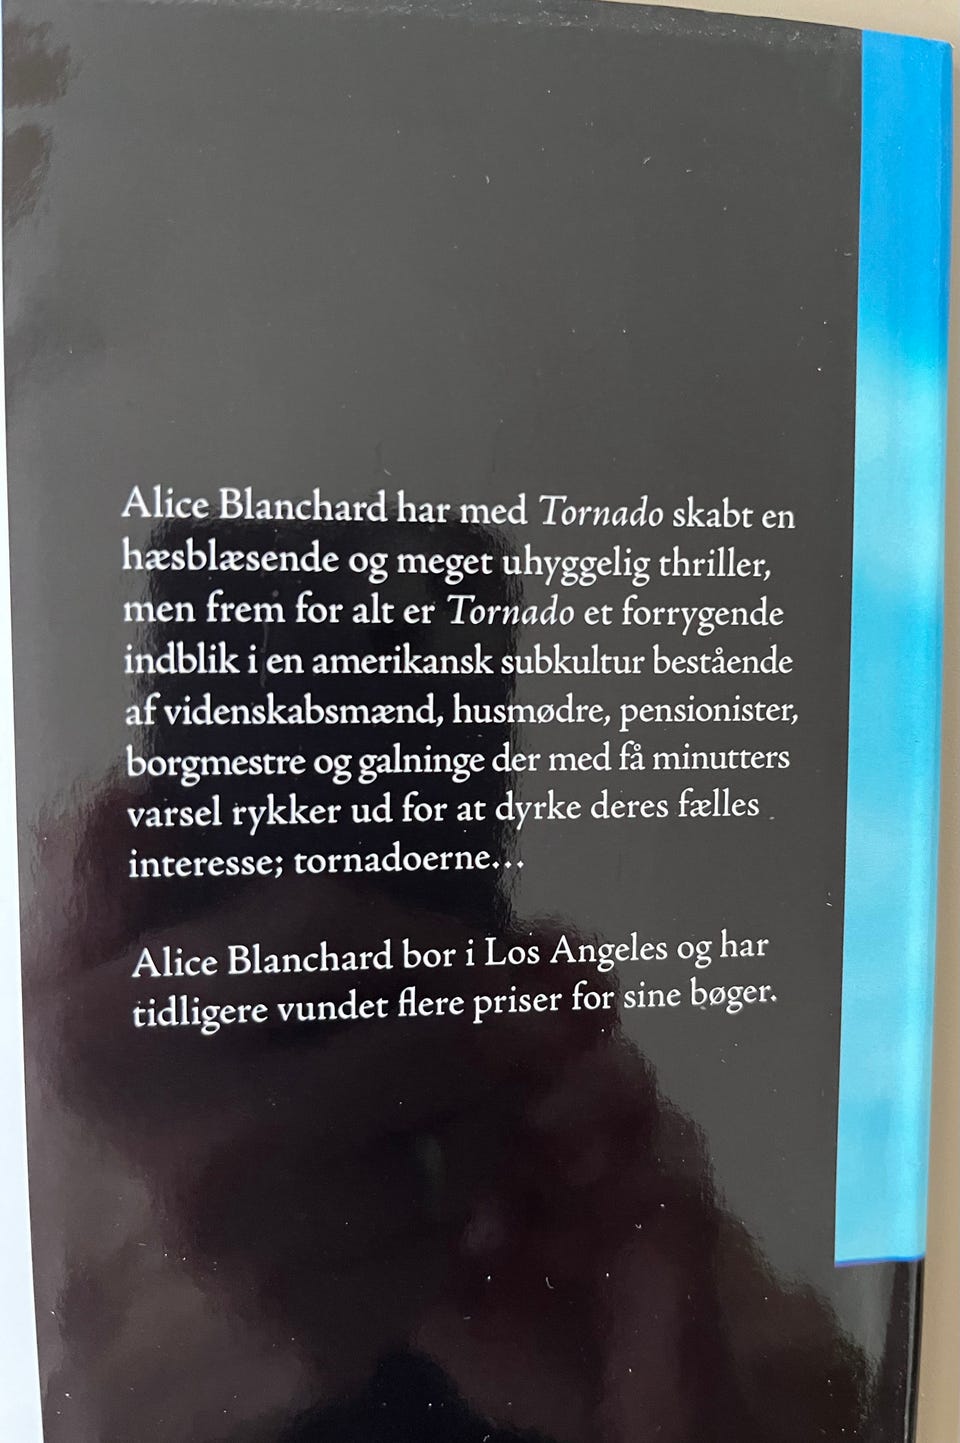 Alice Blanchard har med Tornado skabt en
hæsblæsende og meget uhyggelig thriller,
men frem for alt er Tornado et forrygende
indblik i en amerikansk subkultur bestående
af videnskabsmænd, husmødre, pensionister,
borgmestre og galninge der med få minutters
varsel rykker ud for at dyrke deres fælles
interesse; tornadoerne...
Alice Blanchard bor i Los Angeles og har
tidligere vundet flere priser for sine bøger.